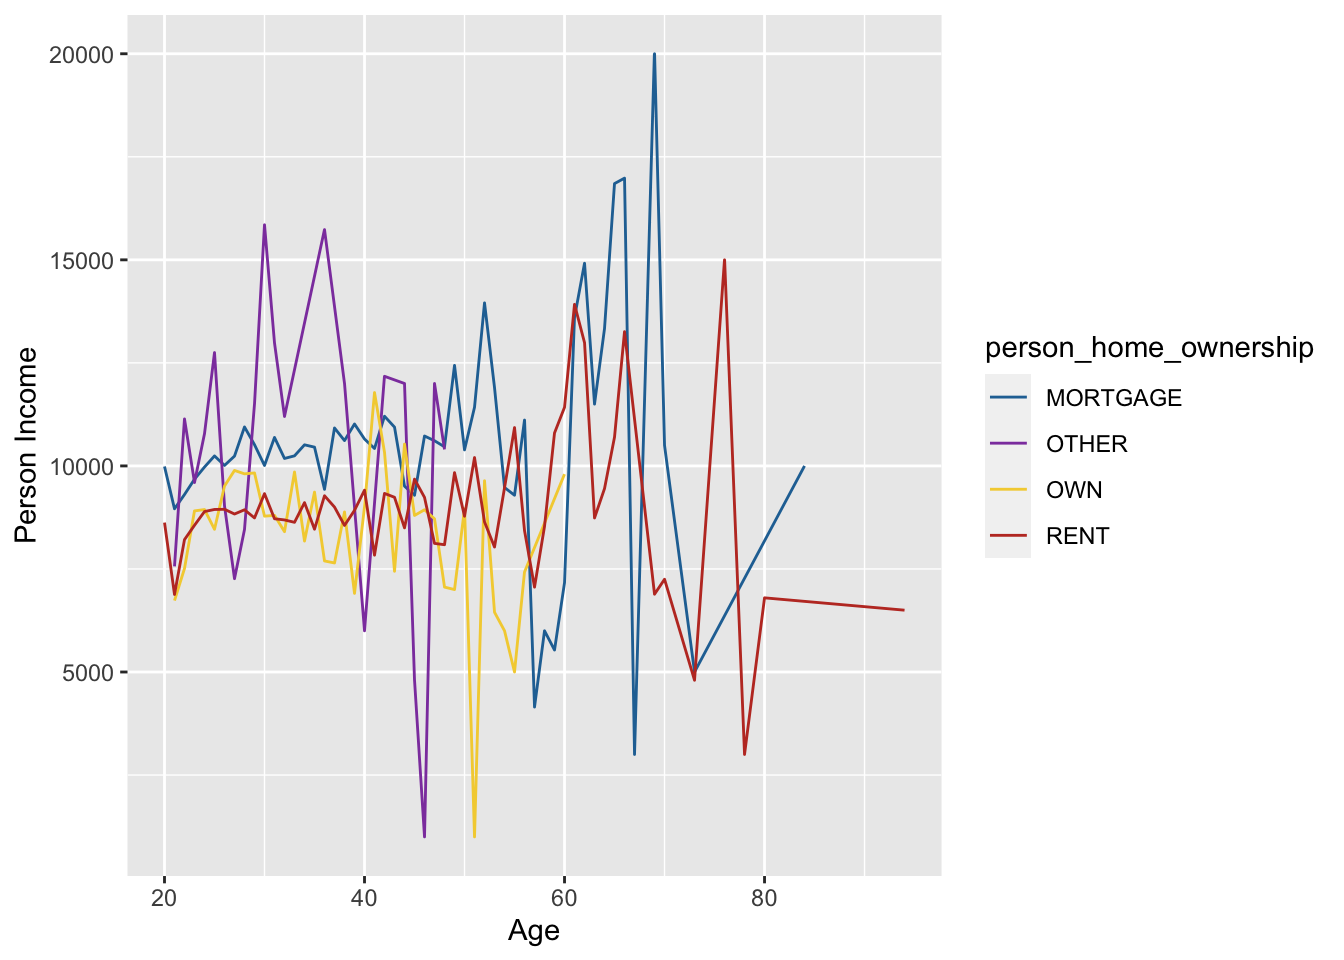 20000
15000
10000
5000
Person Income
20 40 60 80
Age
person_home_ownership
MORTGAGE
OTHER
OWN
RENT